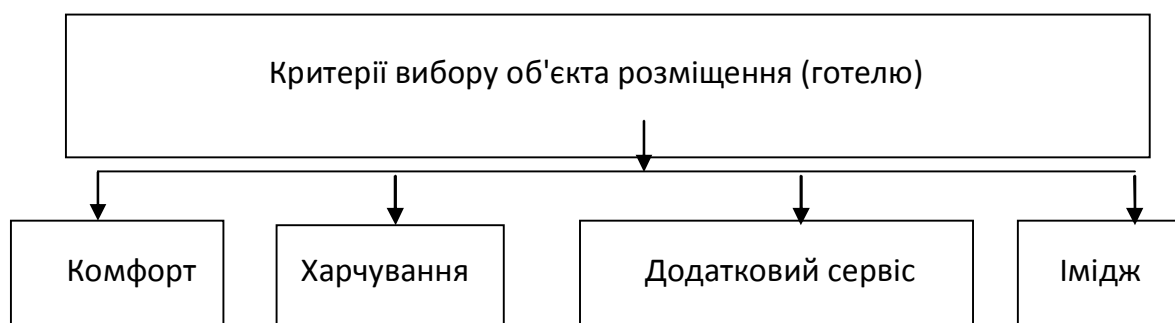 Критерії вибору об'єкта розміщення (готелю)
Комфорт
Харчування
Додатковий сервіс
Імідж